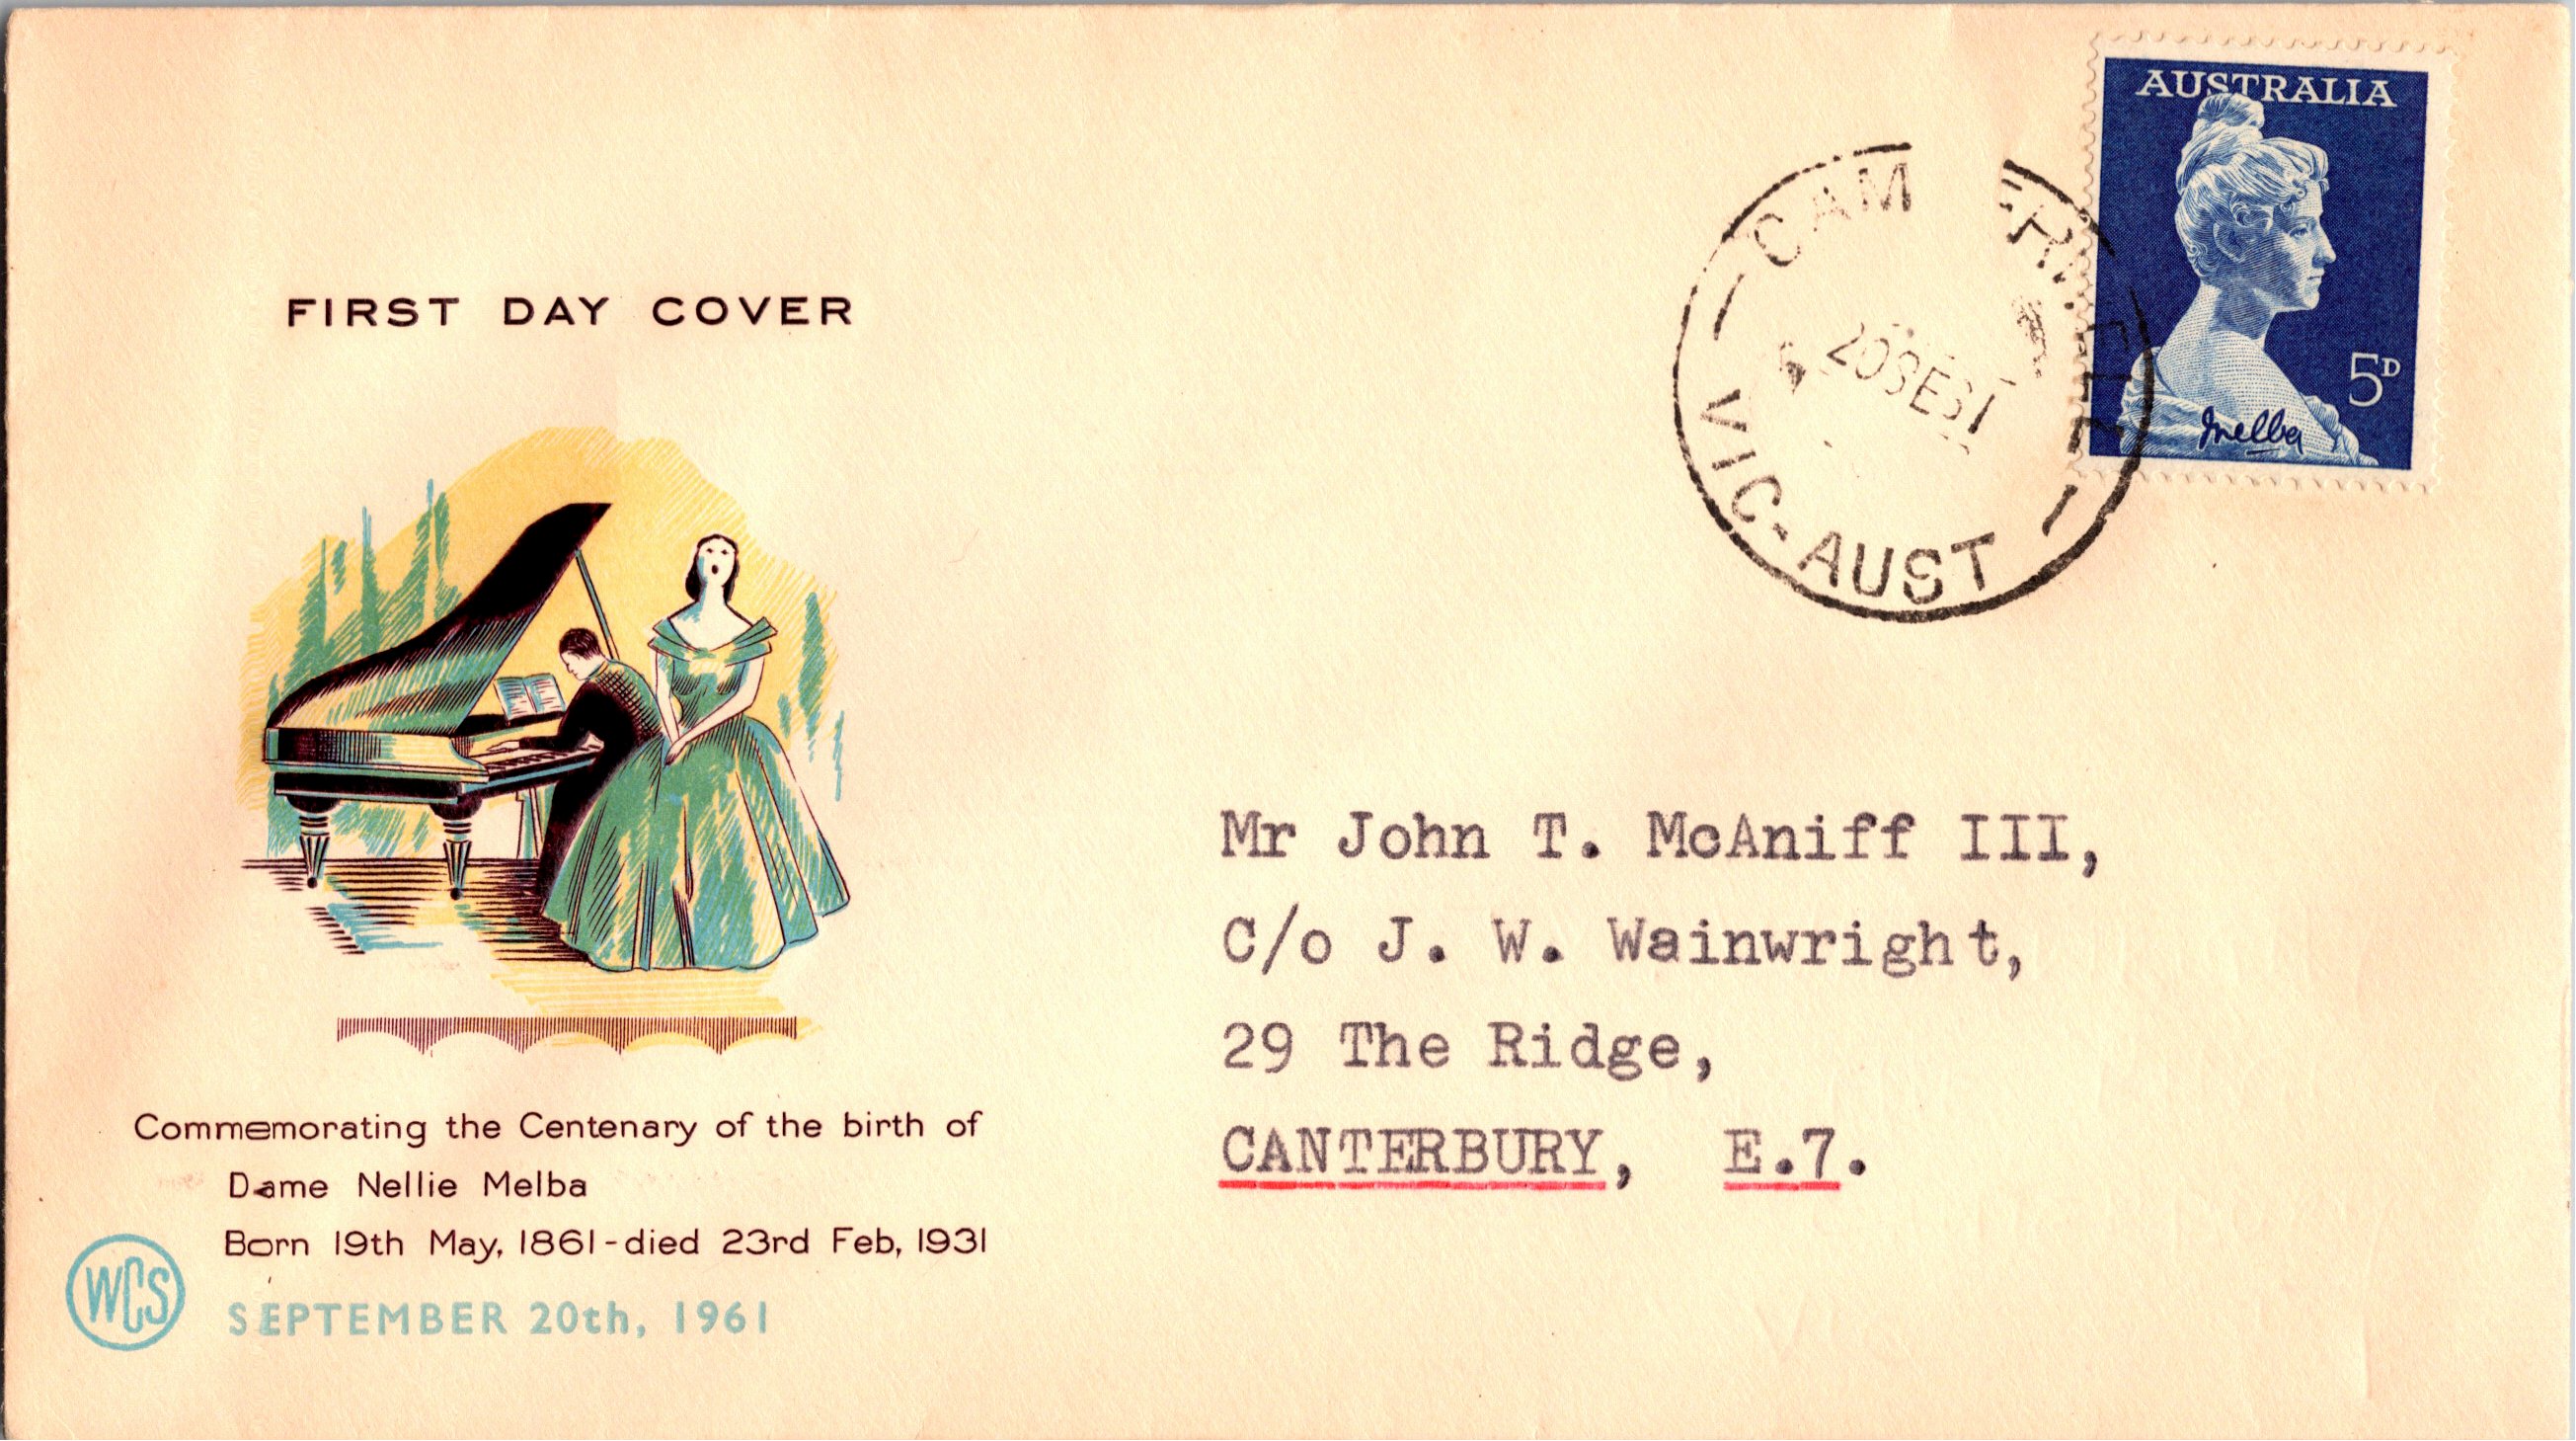 AUSTRALIA
5D
Melba
VIC-AUST
FIRST DAY COVER
Mr John T. McAniff III,
C/o J. W. Wainwright,
29 The Ridge,
CANTERBURY, E.7.
Commemorating the Centenary of the birth of
Dame Nellie Melba
Born 19th May, 1861-died 23rd Feb, 1931
WCS
SEPTEMBER 20th, 1961